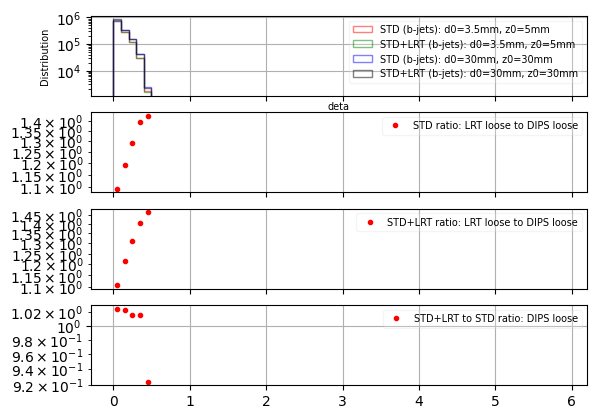 10^6
10^5
10^4
Distribution
STD (b-jets): d0=3.5mm, z0=5mm
STD+LRT (b-jets): d0=3.5mm, z0=5mm
STD (b-jets): d0=30mm, z0=30mm
STD+LRT (b-jets): d0=30mm, z0=30mm
deta
1.4 × 10^0
1.35 × 10^0
1.3 × 10^0
1.25 × 10^0
1.2 × 10^0
1.15 × 10^0
1.1 × 10^0
STD ratio: LRT loose to DIPS loose
1.45 × 10^0
1.4 × 10^0
1.35 × 10^0
1.3 × 10^0
1.25 × 10^0
1.2 × 10^0
1.15 × 10^0
1.1 × 10^0
STD+LRT ratio: LRT loose to DIPS loose
1.02 × 10^0
10^0
9.8 × 10^-1
9.6 × 10^-1
9.4 × 10^-1
9.2 × 10^-1
STD+LRT to STD ratio: DIPS loose
0 1 2 3 4 5 6